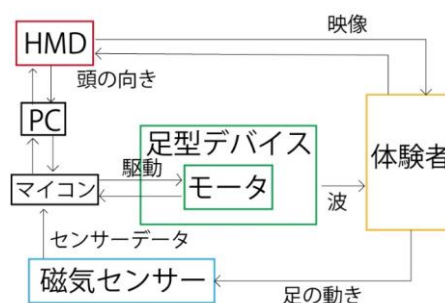 HMD
映像
頭の向き
PC
足型デバイス
体験者
駆動
モータ
マイコン
波
センサーデータ
磁気センサー
足の動き